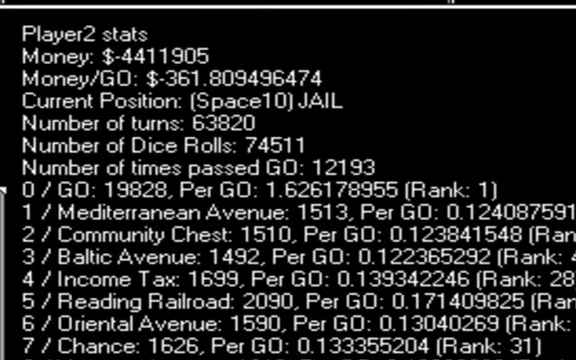 Player2 stats
Money: $-4411905
Money/GO: $-361.809496474
Current Position: (Space10) JAIL
Number of turns: 63820
Number of Dice Rolls: 74511
Number of times passed GO: 12193
0 / GO: 19828, Per GO: 1.626178955 (Rank: 1)
1 / Mediterranean Avenue: 1513, Per GO: 0.124087591
2 / Community Chest: 1510, Per GO: 0.123841548 (Ran
3 / Baltic Avenue: 1492, Per GO: 0.122365292 (Rank: 4
4 / Income Tax: 1699, Per GO: 0.139342246 (Rank: 28
5 / Reading Railroad: 2090, Per GO: 0.171409825 (Ran
6 / Oriental Avenue: 1590, Per GO: 0.13040269 (Rank:
7 / Chance: 1626, Per GO: 0.133355204 (Rank: 31)